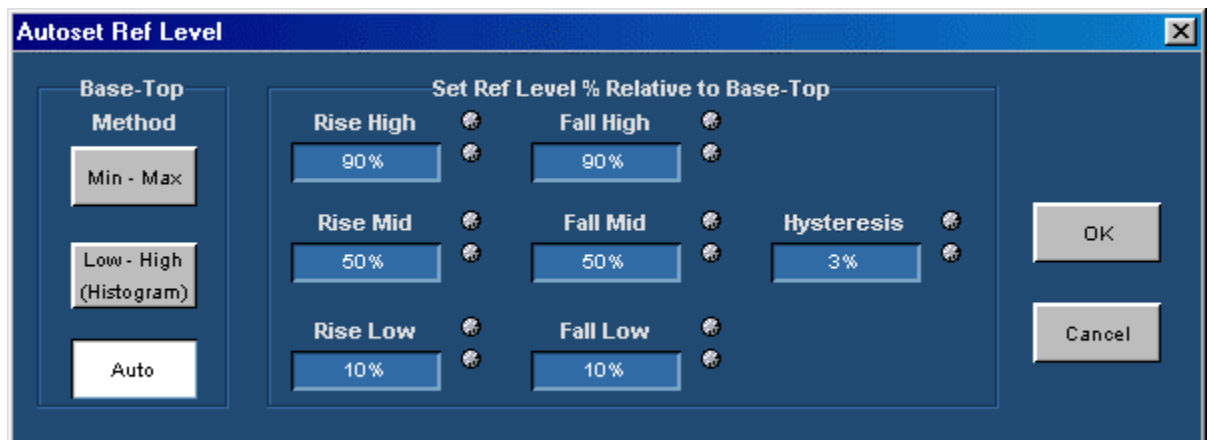 Autoset Ref Level
Base-Top
Method
Min - Max
Low - High
(Histogram)
Auto
Set Ref Level % Relative to Base-Top
Rise High
90%
Fall High
90%
Rise Mid
50%
Fall Mid
50%
Hysteresis
3%
Rise Low
10%
Fall Low
10%
OK
Cancel